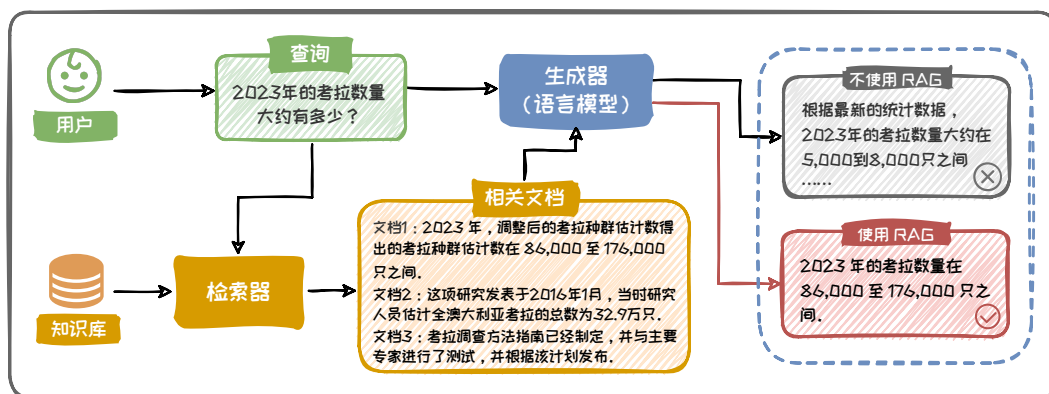 用户
查询
2023年的考拉数量
大约有多少？
生成器
（语言模型）
不使用 RAG
根据最新的统计数据，
2023年的考拉数量大约在
5,000到8,000只之间
……
相关文档
文档1：2023 年，调整后的考拉种群估计数得
出的考拉种群估计数在 86,000 至 176,000
只之间.
文档2：这项研究发表于2016年1月，当时研究
人员估计全澳大利亚考拉的总数为32.9万只.
文档3：考拉调查方法指南已经制定，并与主要
专家进行了测试，并根据该计划发布.
使用 RAG
2023 年的考拉数量在
86,000 至 176,000 只之
间.
检索器
知识库